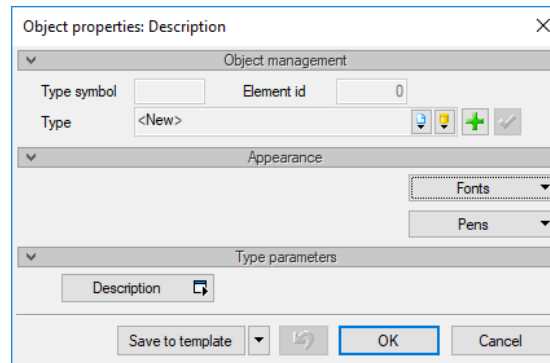 Object properties: Description
Object management
Type symbol Element id 0
Type <New>
Appearance
Fonts
Pens
Type parameters
Description
Save to template OK Cancel